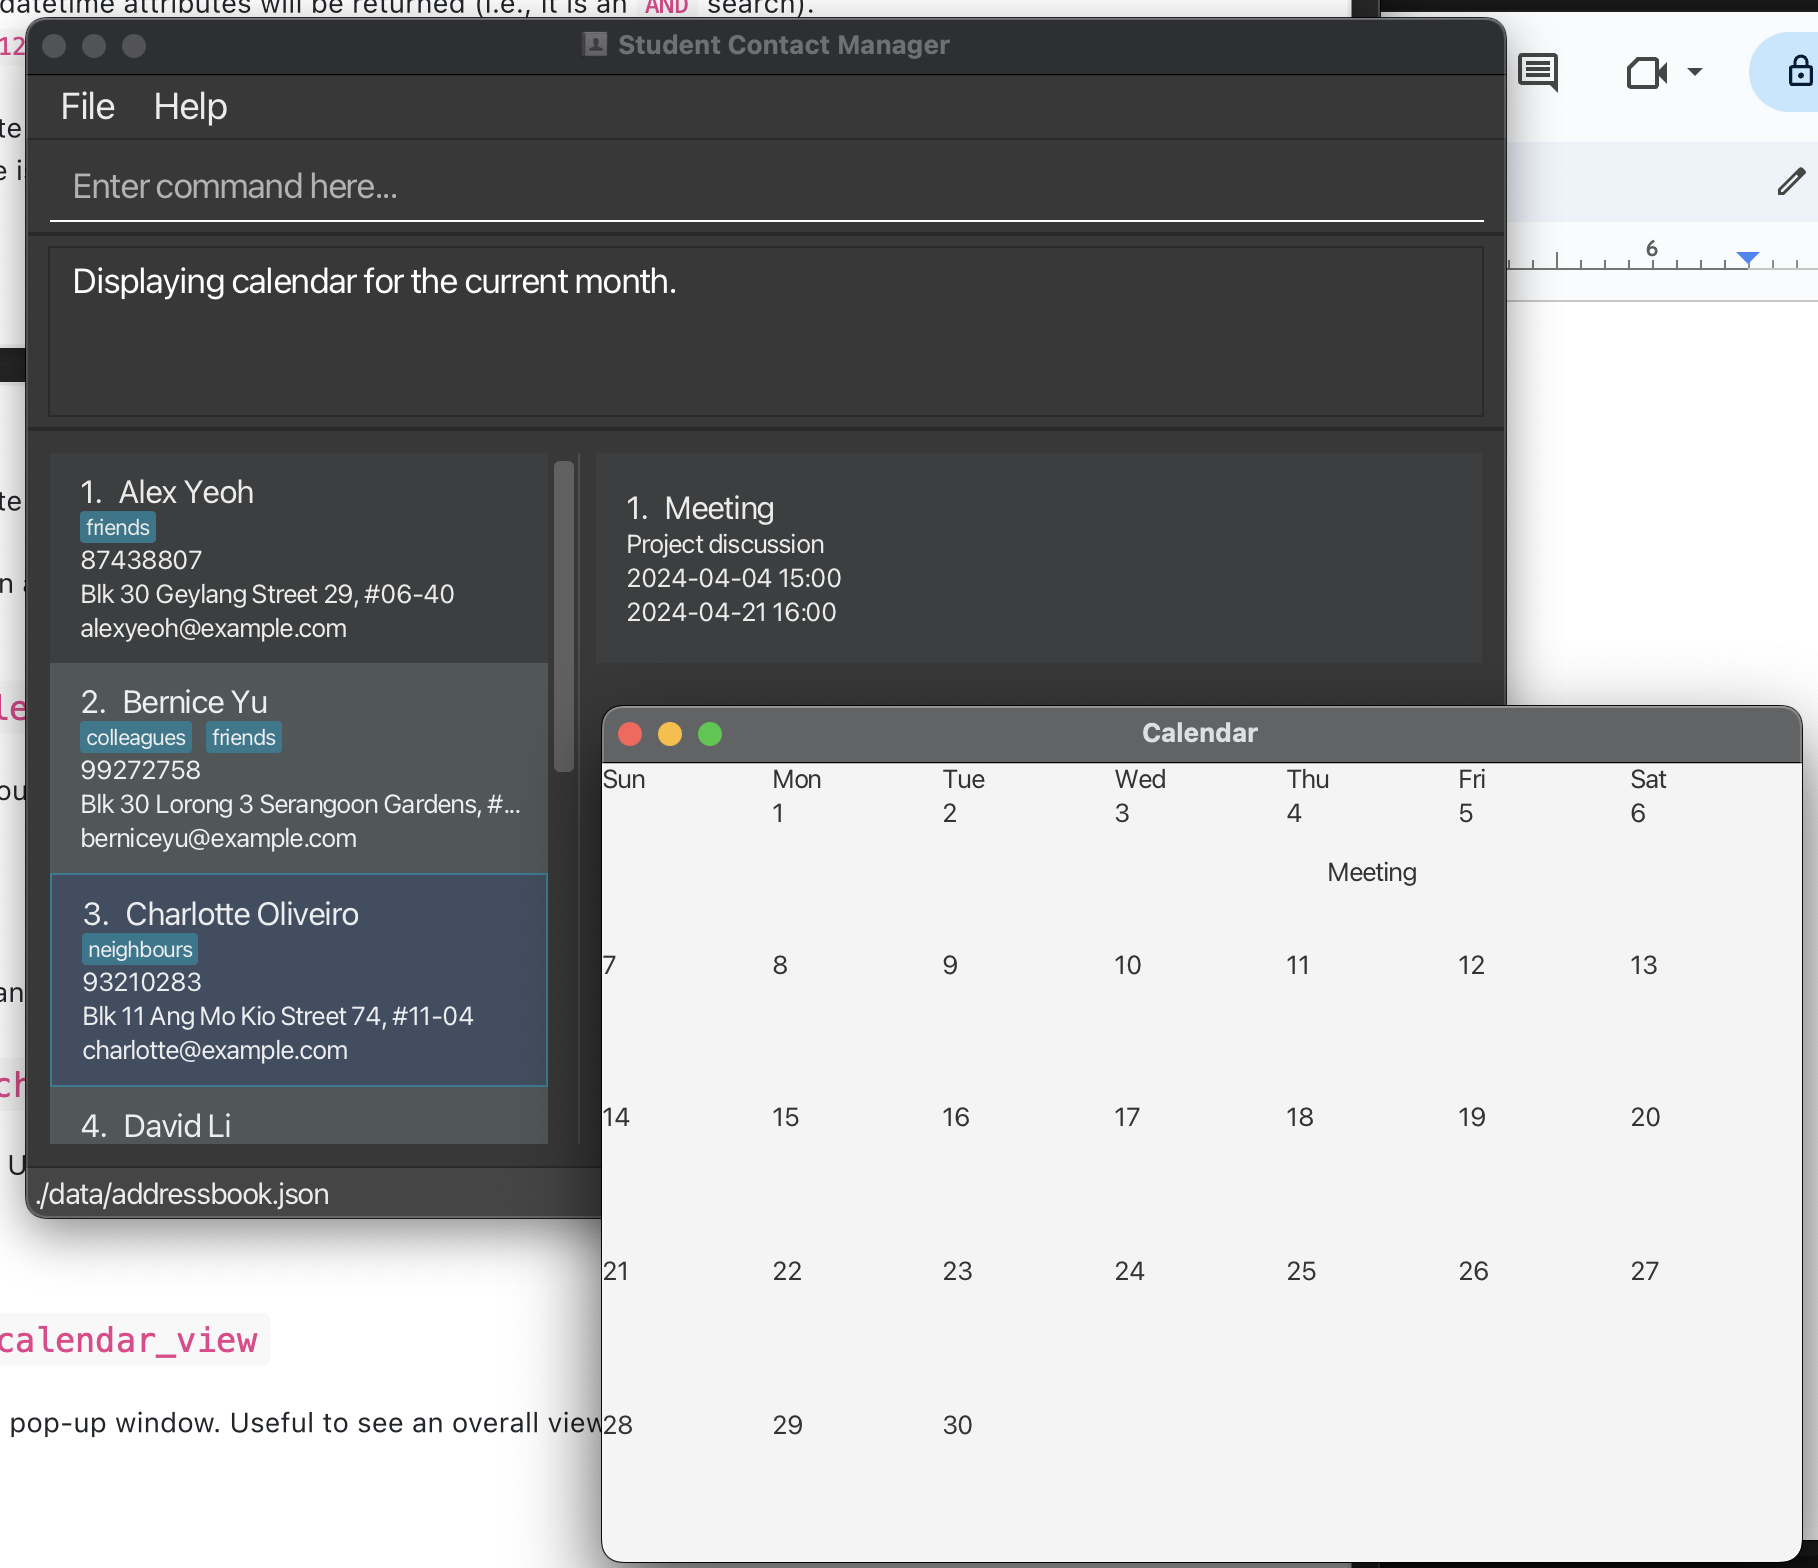 datetime attributes will be returned (i.e., it is an AND search).
Student Contact Manager
File Help
Enter command here...
Displaying calendar for the current month.
6
1. Alex Yeoh
friends
87438807
Blk 30 Geylang Street 29, #06-40
alexyeoh@example.com
2. Bernice Yu
colleagues friends
99272758
Blk 30 Lorong 3 Serangoon Gardens, #...
berniceyu@example.com
3. Charlotte Oliveiro
neighbours
93210283
Blk 11 Ang Mo Kio Street 74, #11-04
charlotte@example.com
4. David Li
1. Meeting
Project discussion
2024-04-04 15:00
2024-04-21 16:00
./data/addressbook.json
Calendar
Sun Mon Tue Wed Thu Fri Sat
1 2 3 4 5 6
Meeting
7 8 9 10 11 12 13
14 15 16 17 18 19 20
21 22 23 24 25 26 27
28 29 30
calendar_view
pop-up window. Useful to see an overall view